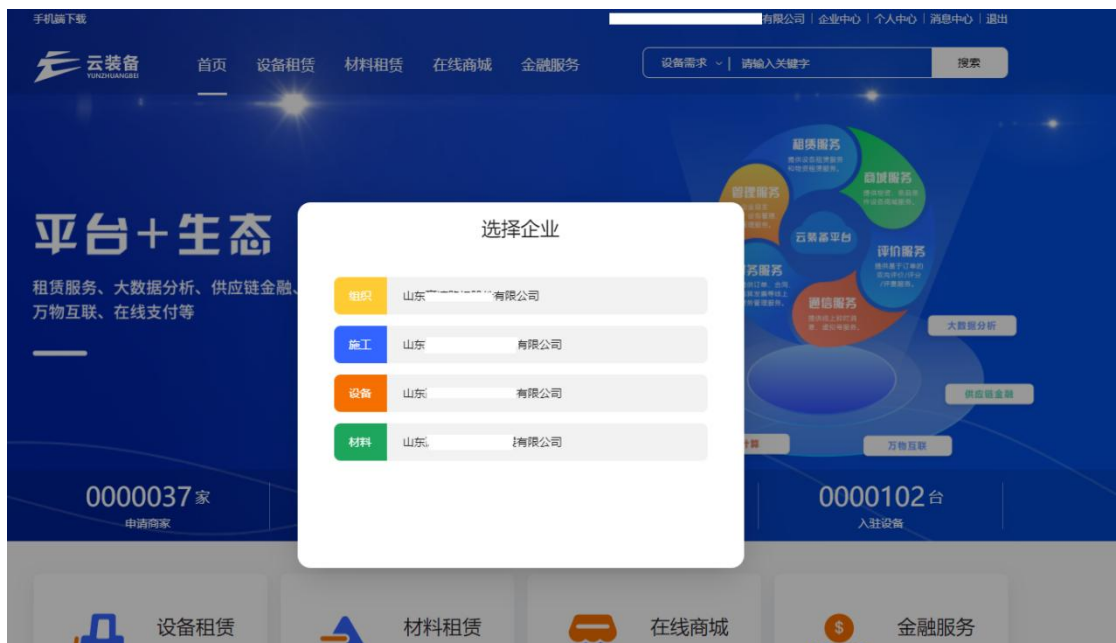 手机端下载
有限公司 | 企业中心 | 个人中心 | 消息中心 | 退出
云装备
YUNZHUANGBEI
首页 设备租赁 材料租赁 在线商城 金融服务
设备需求 | 请输入关键字 搜索
平台+生态
租赁服务、大数据分析、供应链金融、
万物互联、在线支付等
租赁服务
商城服务
管理服务
云装备平台
评价服务
务服务
通信服务
大数据分析
供应链金融
万物互联
选择企业
组织 山东 有限公司
施工 山东 有限公司
设备 山东 有限公司
材料 山东 有限公司
0000037家
申请商家
0000102台
入驻设备
设备租赁
材料租赁
在线商城
金融服务